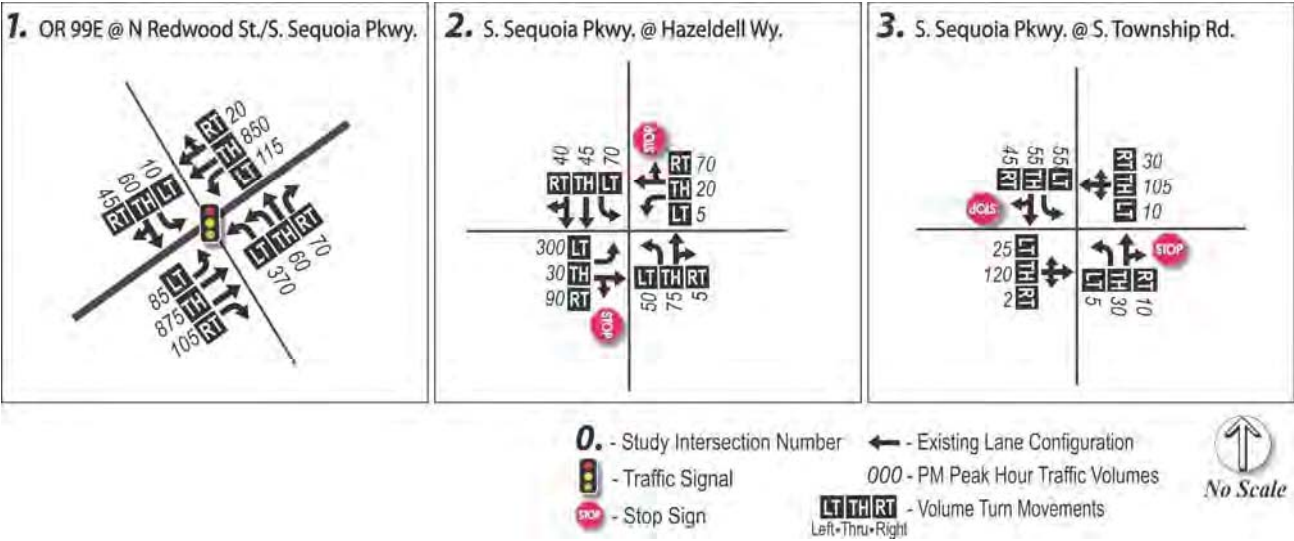 1. OR 99E @ N Redwood St./S. Sequoia Pkwy.
RT 20
TH 850
LT 115
10 60 45
RT TH LT
LT TH RT
370 60 70
85 LT
875 TH
105 RT
2. S. Sequoia Pkwy. @ Hazeldell Wy.
STOP
40 45 70
RT TH LT
RT 70
TH 20
LT 5
300 LT
30 TH
90 RT
LT TH RT
50 75 5
STOP
3. S. Sequoia Pkwy. @ S. Township Rd.
45 55 55
RT TH LT
RT 30
TH 105
LT 10
STOP
25 LT
120 TH
2 RT
STOP
LT TH RT
5 30 10
0. - Study Intersection Number
- Traffic Signal
STOP - Stop Sign
- Existing Lane Configuration
000 - PM Peak Hour Traffic Volumes
LT TH RT - Volume Turn Movements
Left•Thru•Right
No Scale